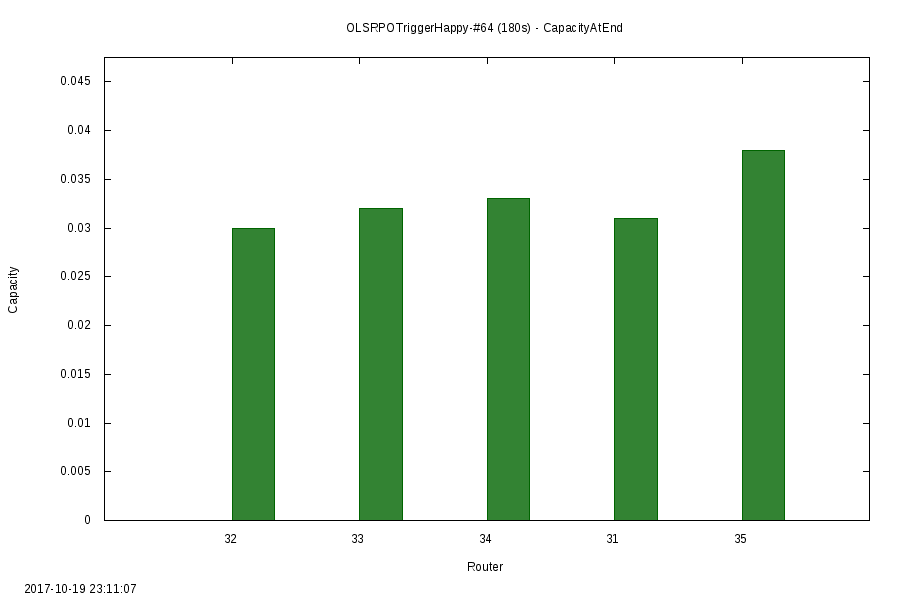 OLSRPOTriggerHappy-#64 (180s) - CapacityAtEnd
0.045
0.04
0.035
0.03
0.025
0.02
0.015
0.01
0.005
0
Capacity
32 33 34 31 35
Router
2017-10-19 23:11:07